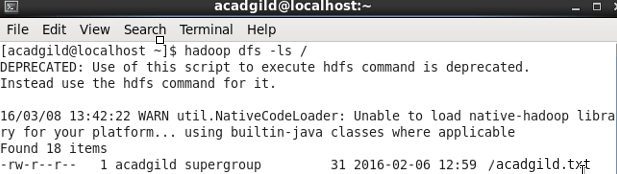 acadgild@localhost:~
File Edit View Search Terminal Help
[acadgild@localhost ~]$ hadoop dfs -ls /
DEPRECATED: Use of this script to execute hdfs command is deprecated.
Instead use the hdfs command for it.
16/03/08 13:42:22 WARN util.NativeCodeLoader: Unable to load native-hadoop libra
ry for your platform... using builtin-java classes where applicable
Found 18 items
-rw-r--r--   1 acadgild supergroup         31 2016-02-06 12:59 /acadgild.txt